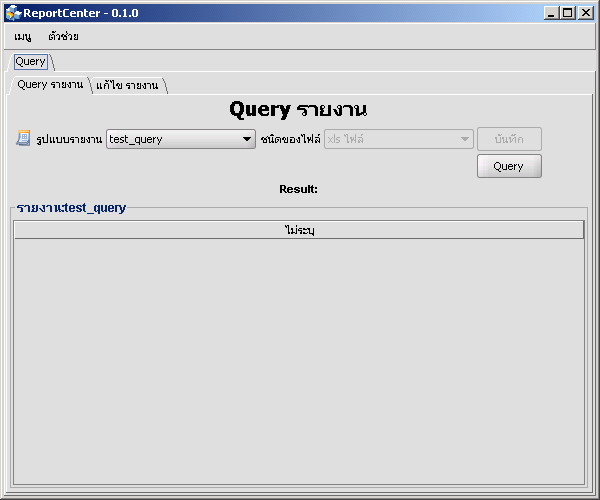 ReportCenter - 0.1.0
เมนู ตัวช่วย
Query
Query รายงาน แก้ไข รายงาน
Query รายงาน
รูปแบบรายงาน test_query ชนิดของไฟล์ xls ไฟล์ บันทึก
Query
Result:
รายงาน:test_query
ไม่ระบุ